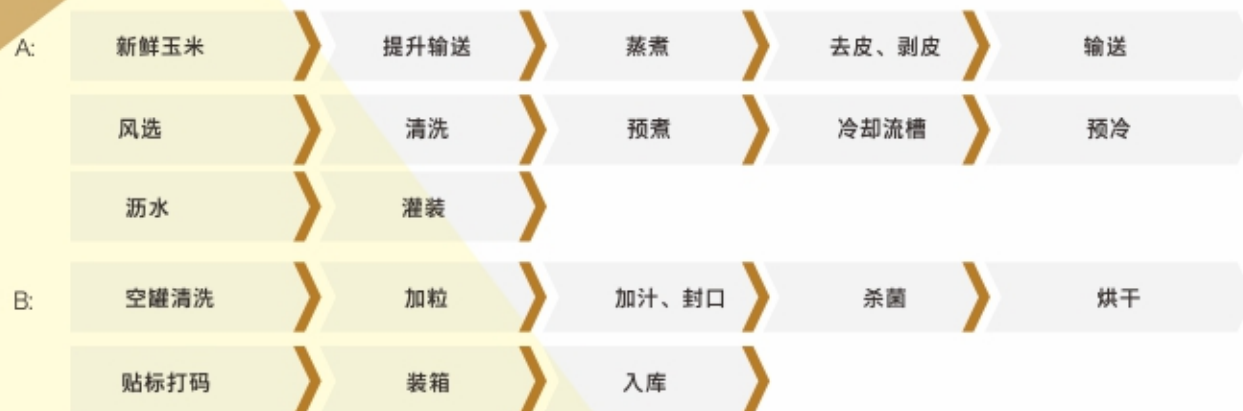 A: 新鲜玉米 提升输送 蒸煮 去皮、剥皮 输送
风选 清洗 预煮 冷却流槽 预冷
沥水 灌装
B: 空罐清洗 加粒 加汁、封口 杀菌 烘干
贴标打码 装箱 入库